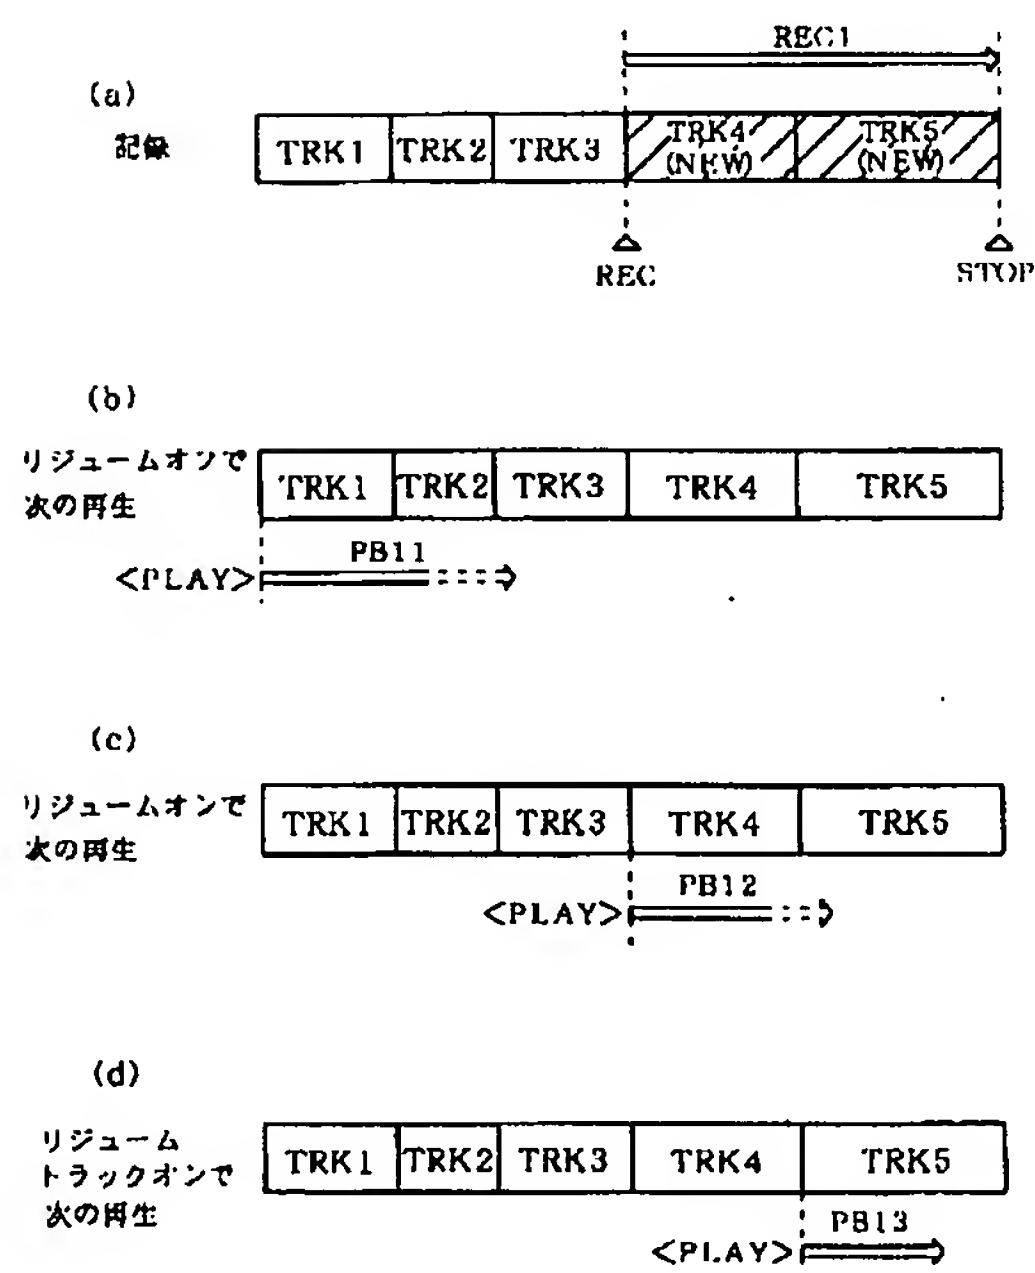 REC1
(a)
記録
TRK1 TRK2 TRK3 TRK4 TRK5
(NEW) (NEW)
REC STOP
(b)
リジュームオンで
次の再生
TRK1 TRK2 TRK3 TRK4 TRK5
PB11
<PLAY>
(c)
リジュームオンで
次の再生
TRK1 TRK2 TRK3 TRK4 TRK5
PB12
<PLAY>
(d)
リジューム
トラックオンで
次の再生
TRK1 TRK2 TRK3 TRK4 TRK5
PB13
<PLAY>